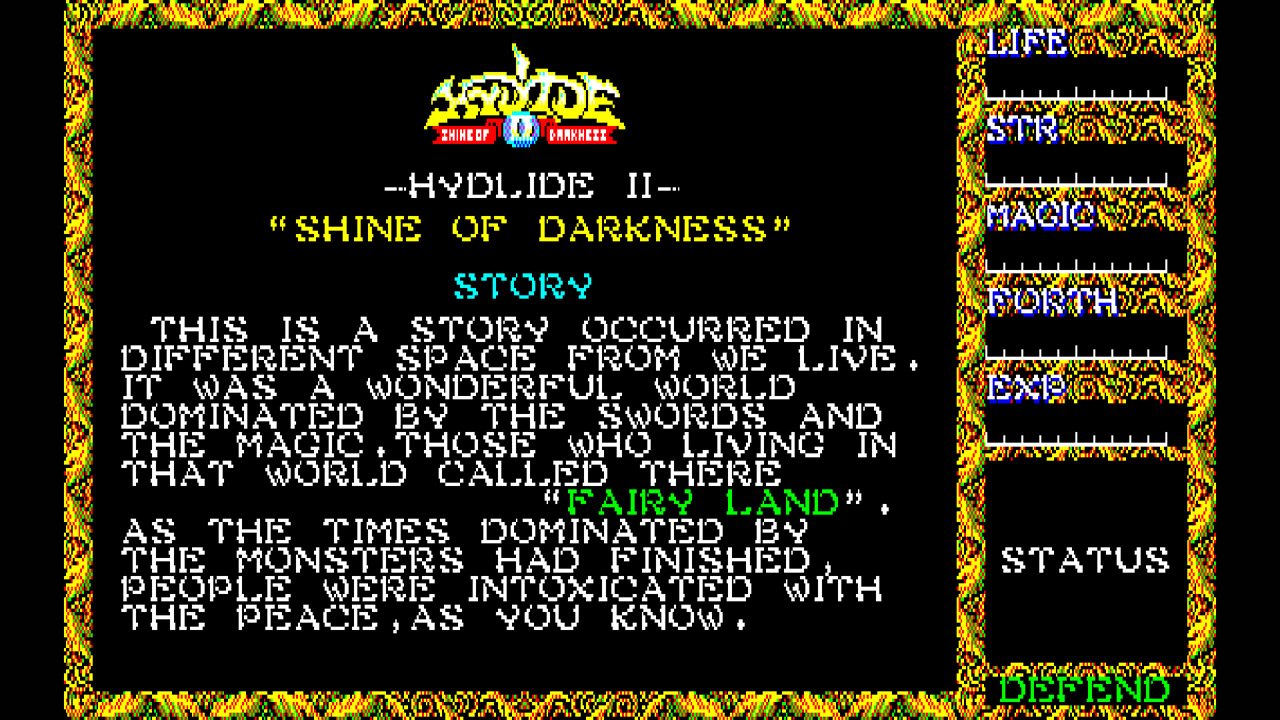 HYDLIDE
SHINE OF DARKNESS
-HYDLIDE II-
"SHINE OF DARKNESS"
STORY
THIS IS A STORY OCCURRED IN
DIFFERENT SPACE FROM WE LIVE.
IT WAS A WONDERFUL WORLD
DOMINATED BY THE SWORDS AND
THE MAGIC.THOSE WHO LIVING IN
THAT WORLD CALLED THERE
"FAIRY LAND".
AS THE TIMES DOMINATED BY
THE MONSTERS HAD FINISHED,
PEOPLE WERE INTOXICATED WITH
THE PEACE,AS YOU KNOW.
LIFE
STR
MAGIC
FORTH
EXP
STATUS
DEFEND